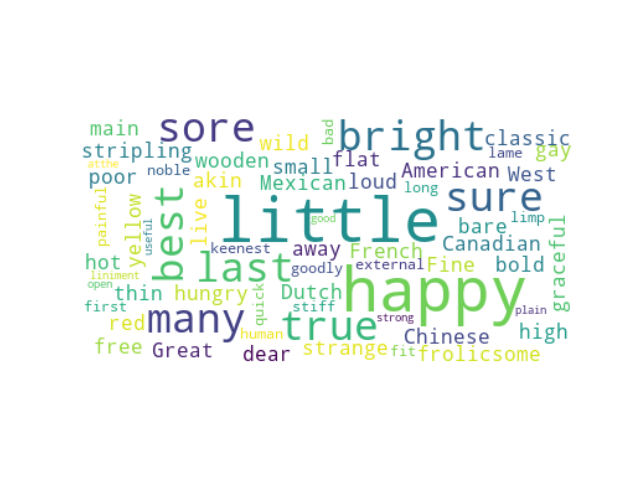 main
sore
wild
bad
bright
classic
stripling
wooden
small
flat
lame
gay
atthe
poor
noble
akin
Mexican
loud
American
West
long
painful
yellow
useful
best
live
little
good
sure
limp
bare
graceful
keenest
away
French
Canadian
hot
last
goodly
external
Fine
bold
liniment
open
thin
hungry
quick
Dutch
happy
first
stiff
strong
plain
red
many
human
true
Chinese
high
free
Great
dear
strange
fit
frolicsome